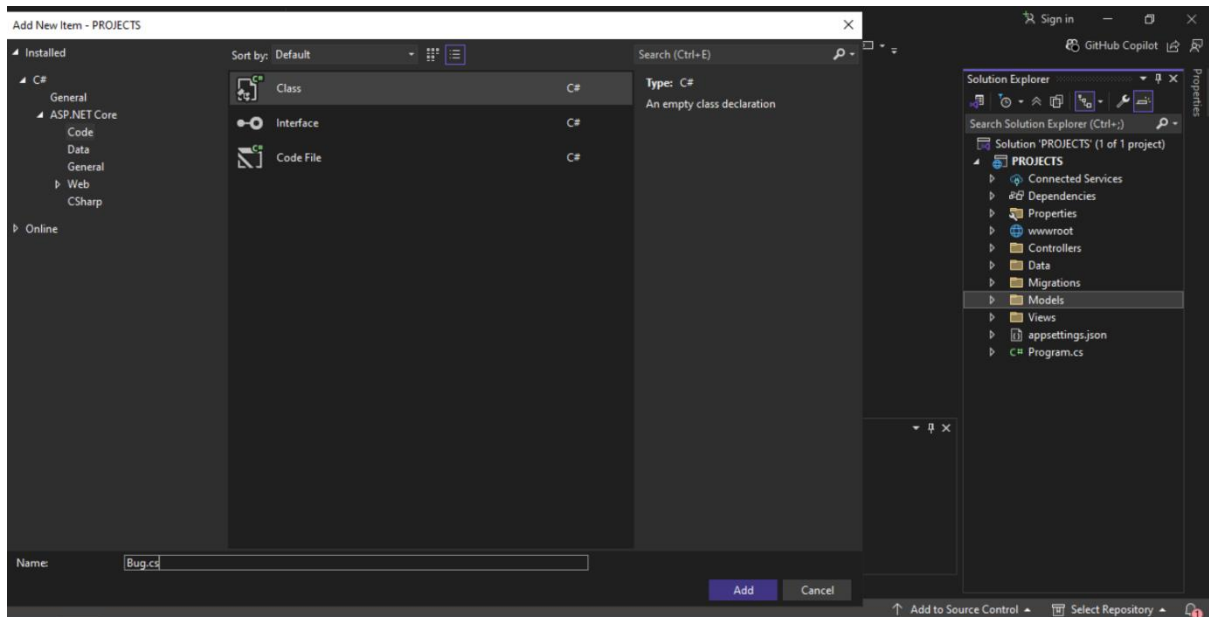 Add New Item - PROJECTS
Installed
C#
General
ASP.NET Core
Code
Data
General
Web
CSharp
Online
Sort by: Default
Class C#
Interface C#
Code File C#
Search (Ctrl+E)
Type: C#
An empty class declaration
Name: Bug.cs
Add Cancel
Sign in
GitHub Copilot
Solution Explorer
Search Solution Explorer (Ctrl+;)
Solution 'PROJECTS' (1 of 1 project)
PROJECTS
Connected Services
Dependencies
Properties
wwwroot
Controllers
Data
Migrations
Models
Views
appsettings.json
C# Program.cs
Properties
Add to Source Control Select Repository 1